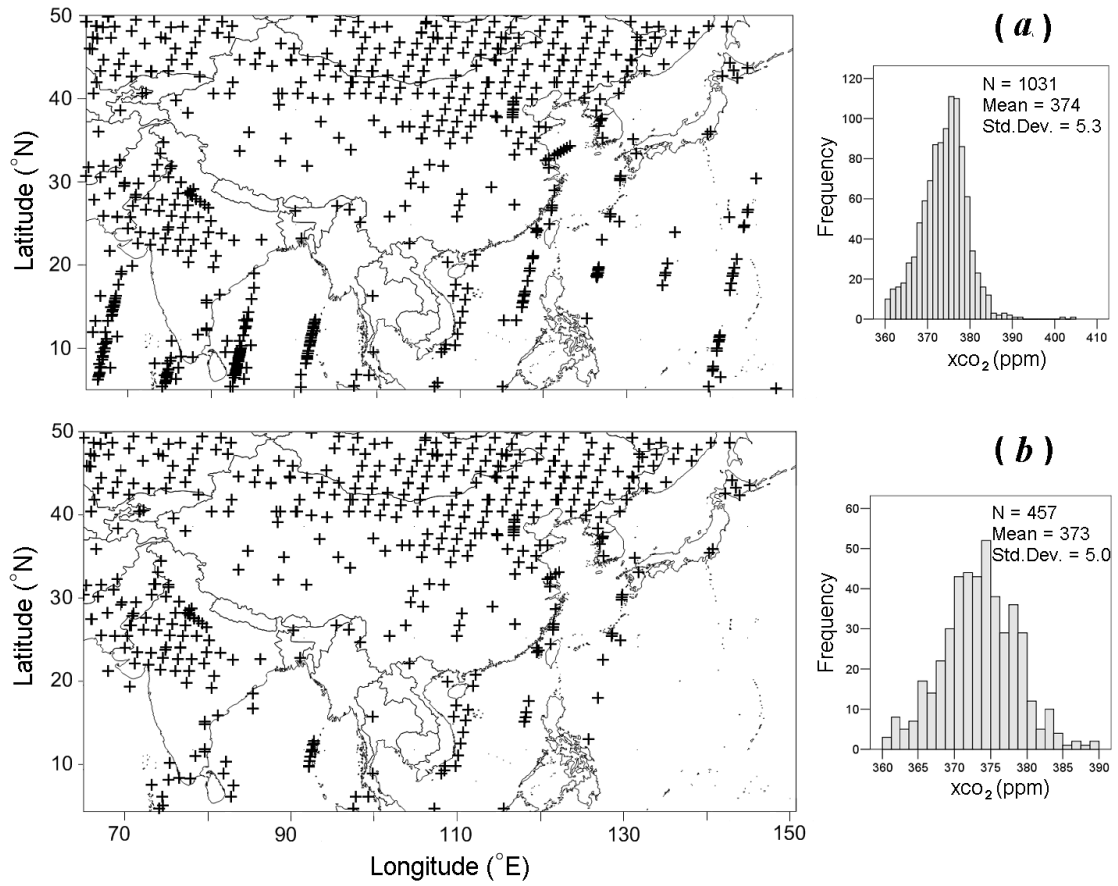 ( a )
50
40
30
20
10
Latitude (°N)
120
100
80
60
40
20
0
Frequency
N = 1031
Mean = 374
Std.Dev. = 5.3
360 370 380 390 400 410
xco₂ (ppm)
( b )
50
40
30
20
10
Latitude (°N)
70 90 110 130 150
Longitude (°E)
60
50
40
30
20
10
0
Frequency
N = 457
Mean = 373
Std.Dev. = 5.0
360 365 370 375 380 385 390
xco₂ (ppm)